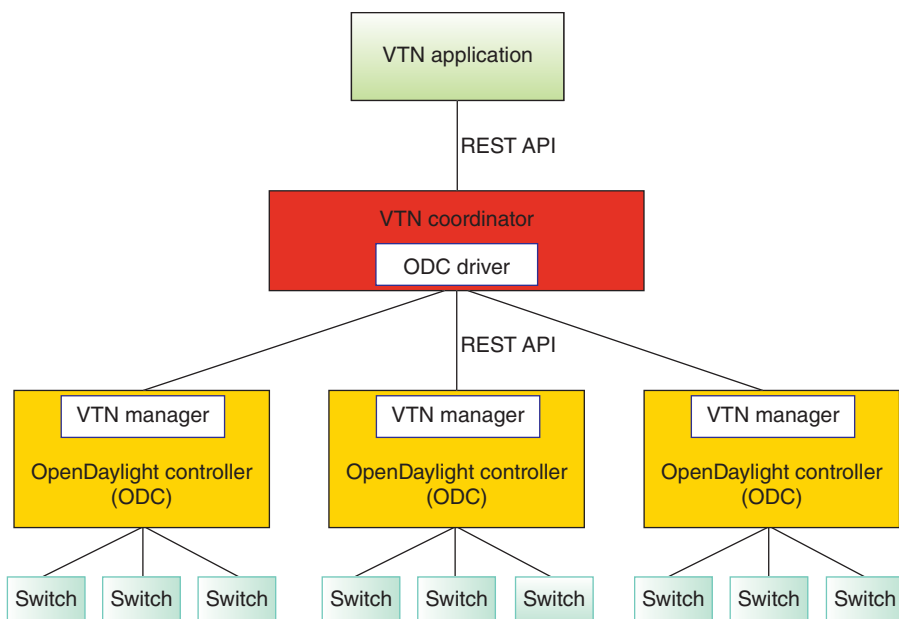 VTN application
REST API
VTN coordinator
ODC driver
REST API
VTN manager
VTN manager
VTN manager
OpenDaylight controller
(ODC)
OpenDaylight controller
(ODC)
OpenDaylight controller
(ODC)
Switch
Switch
Switch
Switch
Switch
Switch
Switch
Switch
Switch